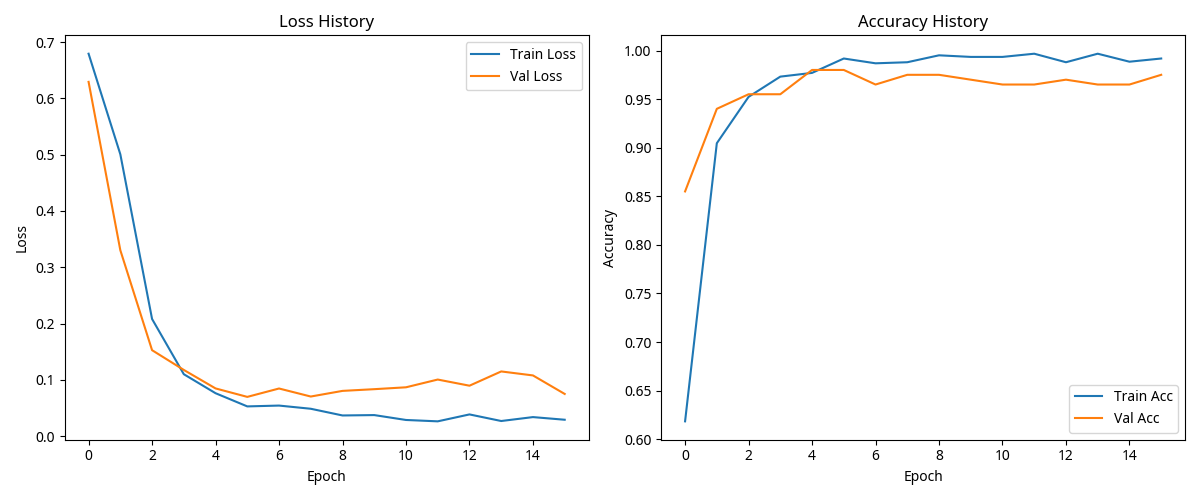 Loss History
0.7
0.6
0.5
0.4
0.3
0.2
0.1
0.0
Loss
Train Loss
Val Loss
0 2 4 6 8 10 12 14
Epoch
Accuracy History
1.00
0.95
0.90
0.85
0.80
0.75
0.70
0.65
0.60
Accuracy
Train Acc
Val Acc
0 2 4 6 8 10 12 14
Epoch